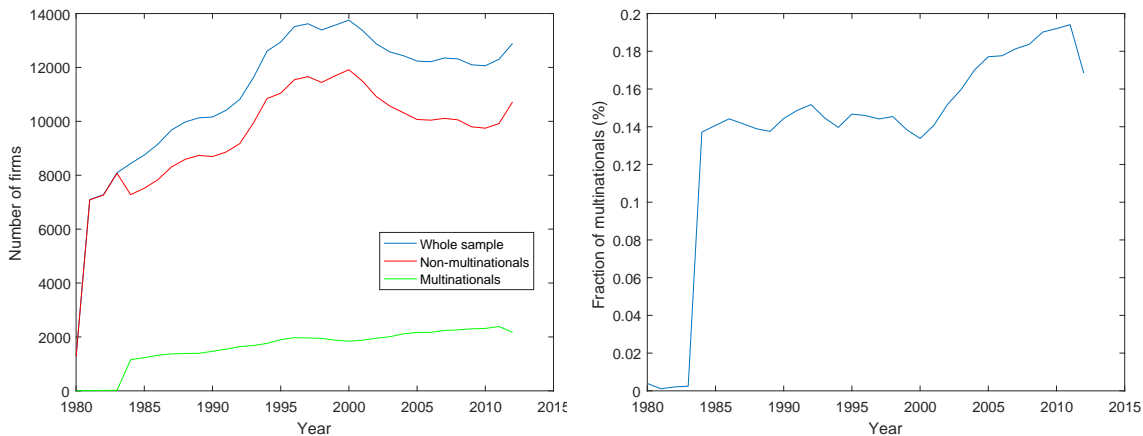 14000
12000
10000
8000
6000
4000
2000
0
Number of firms
Whole sample
Non-multinationals
Multinationals
1980 1985 1990 1995 2000 2005 2010 2015
Year
0.2
0.18
0.16
0.14
0.12
0.1
0.08
0.06
0.04
0.02
0
Fraction of multinationals (%)
1980 1985 1990 1995 2000 2005 2010 2015
Year